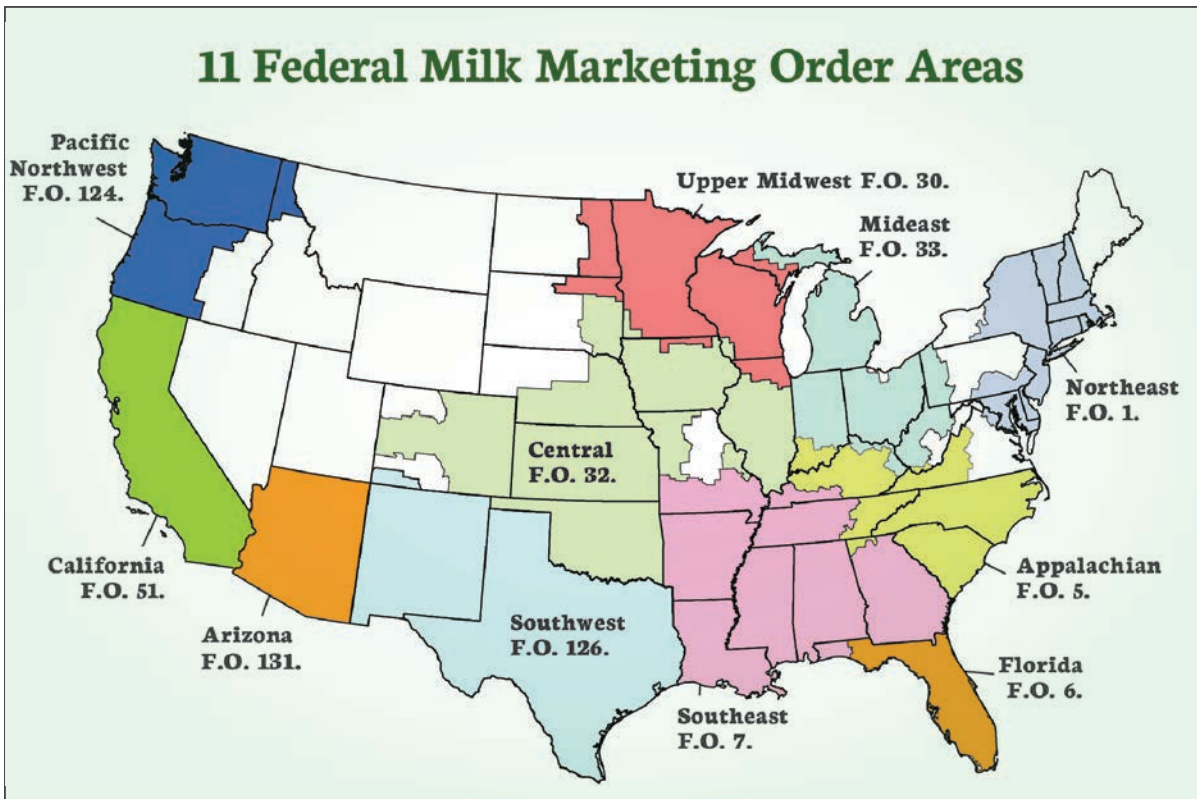 11 Federal Milk Marketing Order Areas
Pacific
Northwest
F.O. 124.
Upper Midwest F.O. 30.
Mideast
F.O. 33.
Northeast
F.O. 1.
Central
F.O. 32.
California
F.O. 51.
Appalachian
F.O. 5.
Arizona
F.O. 131.
Southwest
F.O. 126.
Florida
F.O. 6.
Southeast
F.O. 7.